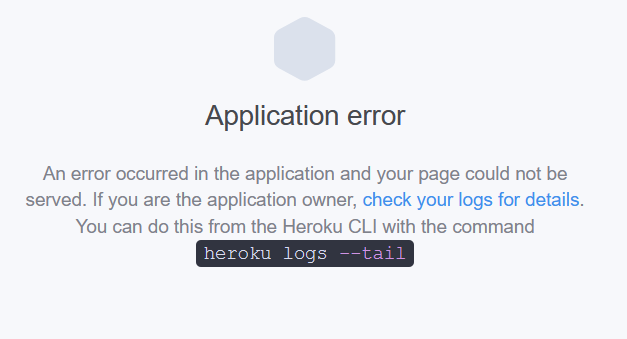 Application error
An error occurred in the application and your page could not be
served. If you are the application owner, check your logs for details.
You can do this from the Heroku CLI with the command
heroku logs --tail